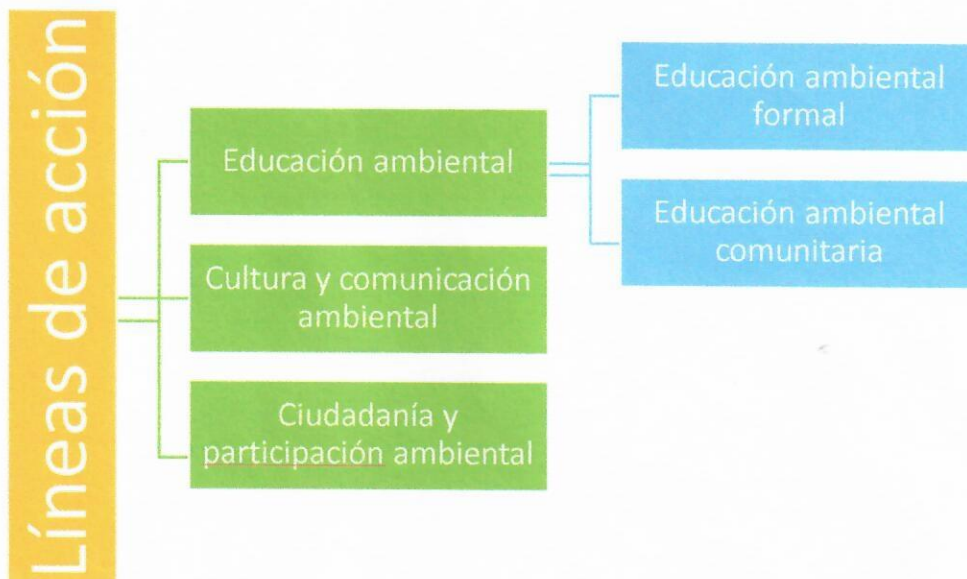 Líneas de acción
Educación ambiental
Cultura y comunicación
ambiental
Ciudadanía y
participación ambiental
Educación ambiental
formal
Educación ambiental
comunitaria